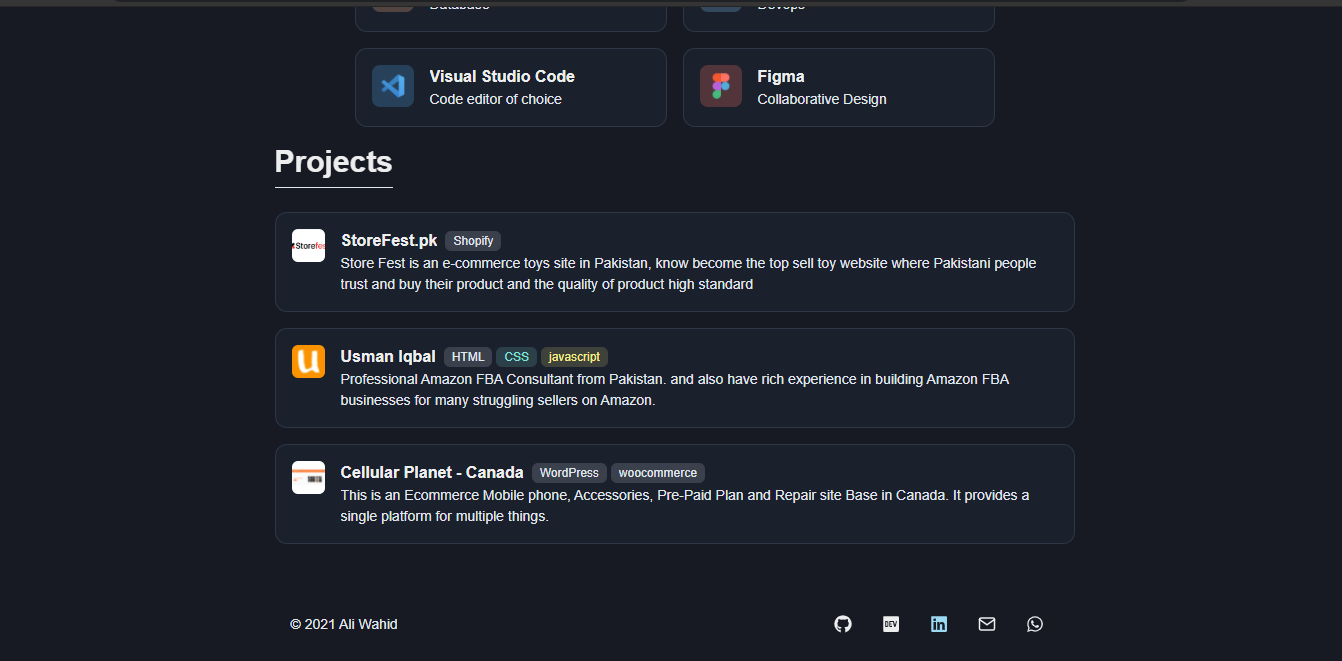 Database
Devops
Visual Studio Code
Code editor of choice
Figma
Collaborative Design
Projects
Storefes
StoreFest.pk Shopify
Store Fest is an e-commerce toys site in Pakistan, know become the top sell toy website where Pakistani people
trust and buy their product and the quality of product high standard
u
Usman Iqbal HTML CSS javascript
Professional Amazon FBA Consultant from Pakistan. and also have rich experience in building Amazon FBA
businesses for many struggling sellers on Amazon.
Cellular Planet - Canada WordPress woocommerce
This is an Ecommerce Mobile phone, Accessories, Pre-Paid Plan and Repair site Base in Canada. It provides a
single platform for multiple things.
© 2021 Ali Wahid
DEV
in